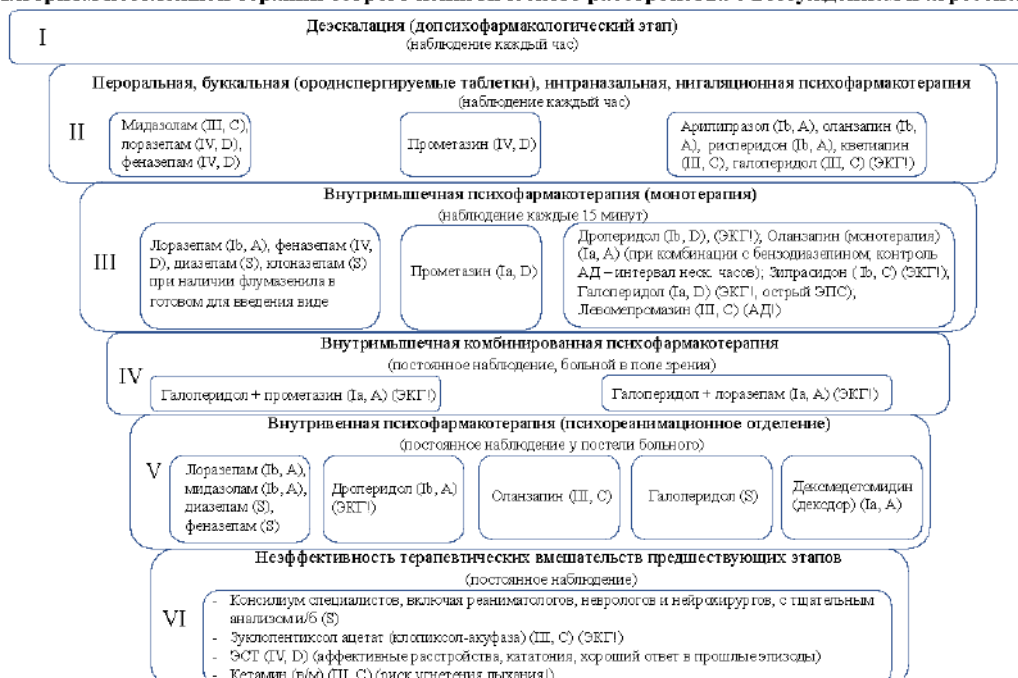 I
Деэскалация (допсихофармакологический этап)
(наблюдение каждый час)
Пероральная, буккальная (ородиспергируемые таблетки), интраназальная, нигаляционная психофармакотерапия
(наблюдение каждый час)
II
Мидазолам (III, C),
лоразепам (IV, D),
феназепам (IV, D)
Прометазин (IV, D)
Арипипразол (Ib, A), оланзапин (Ib,
A), рисперидон (Ib, A), кветиапин
(III, C), галоперидол (III, C) (ЭКГ!)
Внутримышечная психофармакотерапия (монотерапия)
(наблюдение каждые 15 минут)
III
Лоразепам (Ib, A), феназепам (IV,
D), диазепам (S), клоназепам (S)
при наличии флумазенила в
готовом для введения виде
Прометазин (Ia, D)
Дроперидол (Ib, D), (ЭКГ!); Оланзапин (монотерапия)
(Ia, A) (при комбинации с бензодиазепином, контроль
АД – интервал неск. часов); Зипрасидон (Ib, C) (ЭКГ!),
Галоперидол (Ia, D) (ЭКГ!, острый ЭПС),
Левомепромазин (III, C) (АД!)
Внутримышечная комбинированная психофармакотерапия
(постоянное наблюдение, больной в поле зрения)
IV
Галоперидол + прометазин (Ia, A) (ЭКГ!)
Галоперидол + лоразепам (Ia, A) (ЭКГ!)
Внутривенная психофармакотерапия (психореанимационное отделение)
(постоянное наблюдение у постели больного)
V
Лоразепам (Ib, A),
мидазолам (Ib, A),
диазепам (S),
феназепам (S)
Дроперидол (Ib, A)
(ЭКГ!)
Оланзапин (III, C)
Галоперидол (S)
Дексмедетомидин
(дексдор) (Ia, A)
Неэффективность терапевтических вмешательств предшествующих этапов
(постоянное наблюдение)
VI
- Консилиум специалистов, включая реаниматологов, неврологов и нейрохирургов, с тщательным
анализом и/б (S)
- Зуклопентиксол ацетат (клопиксол-акуфаза) (III, C) (ЭКГ!)
- ЭСТ (IV, D) (аффективные расстройства, кататония, хороший ответ в прошлые эпизоды)
- Кетамин (в/м) (III, C) (риск угнетения дыхания!)